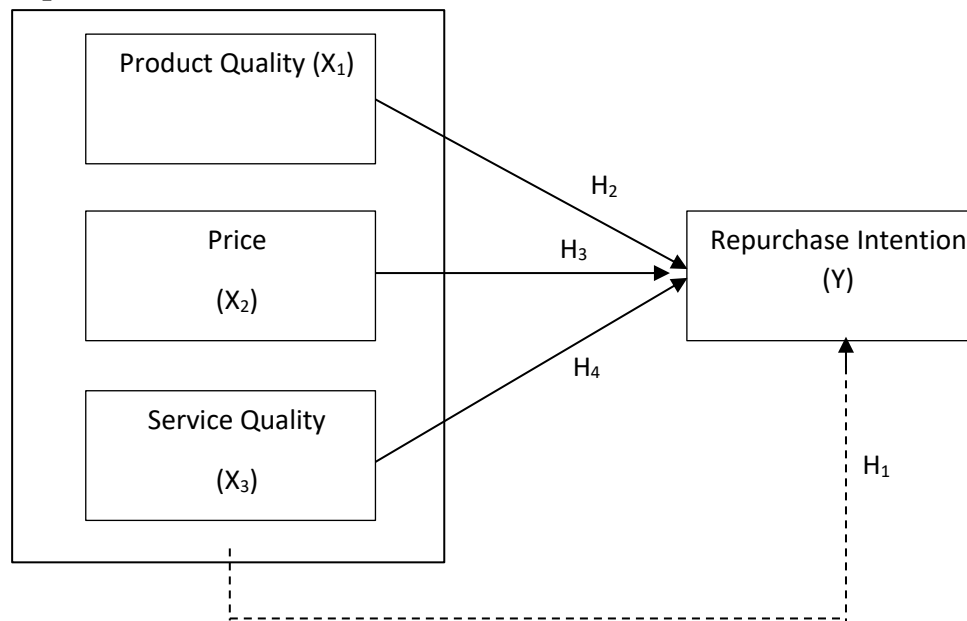 Product Quality (X₁)
H₂
Price
(X₂)
H₃
Repurchase Intention
(Y)
H₄
Service Quality
(X₃)
H₁